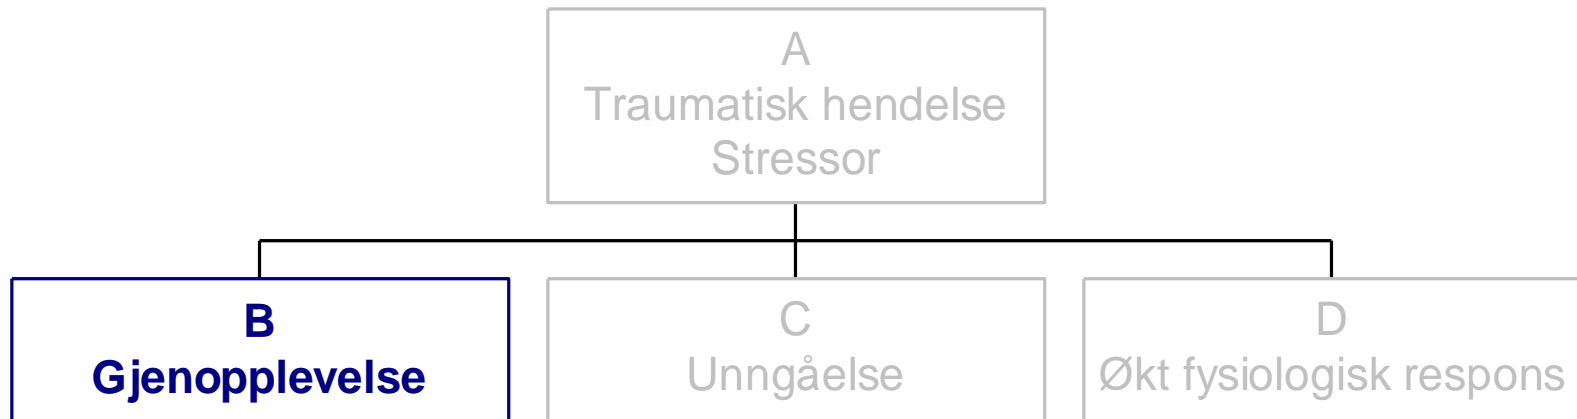 A
Traumatisk hendelse
Stressor
B
Gjenopplevelse
C
Unngåelse
D
Økt fysiologisk respons